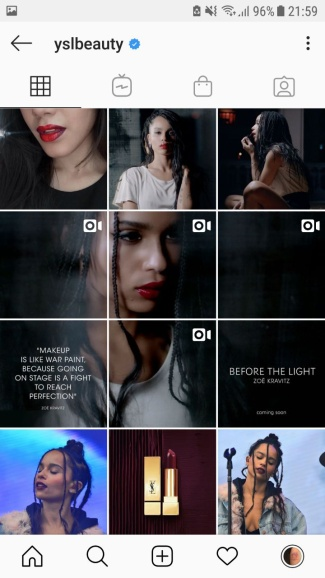 96% 21:59
yslbeauty
"MAKEUP
IS LIKE WAR PAINT.
BECAUSE GOING
ON STAGE IS A FIGHT
TO REACH
PERFECTION"
ZOË KRAVITZ
BEFORE THE LIGHT
ZOË KRAVITZ
coming soon